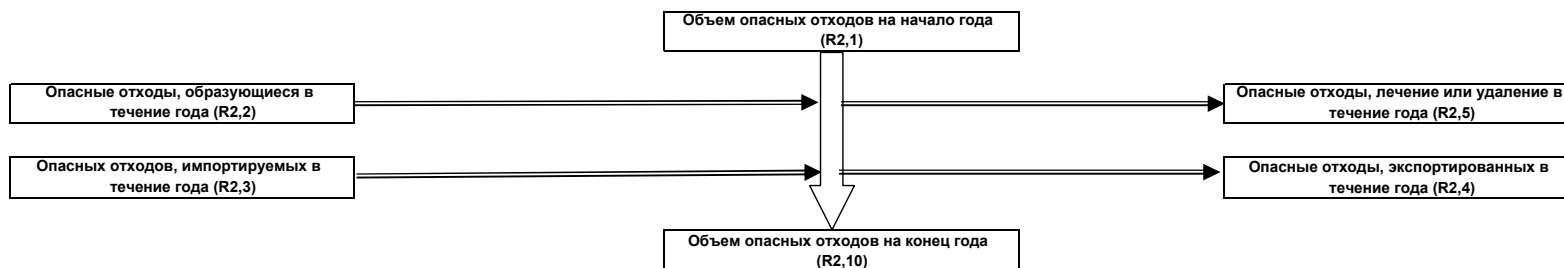 Объем опасных отходов на начало года
(R2,1)
Опасные отходы, образующиеся в
течение года (R2,2)
Опасные отходы, лечение или удаление в
течение года (R2,5)
Опасных отходов, импортируемых в
течение года (R2,3)
Опасные отходы, экспортированных в
течение года (R2,4)
Объем опасных отходов на конец года
(R2,10)